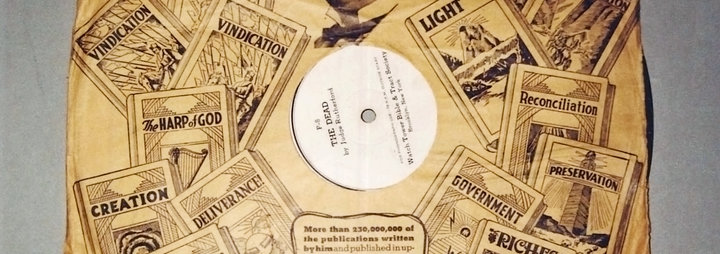 VINDICATION
VINDICATION
The HARP of GOD
CREATION
DELIVERANCE!
LIGHT
Reconciliation
PRESERVATION
GOVERNMENT
RICHES
P-8
THE DEAD
by Judge Rutherford
Watch Tower Bible & Tract Society
Brooklyn, New York
More than 230,000,000 of
the publications written
by him and published in up-